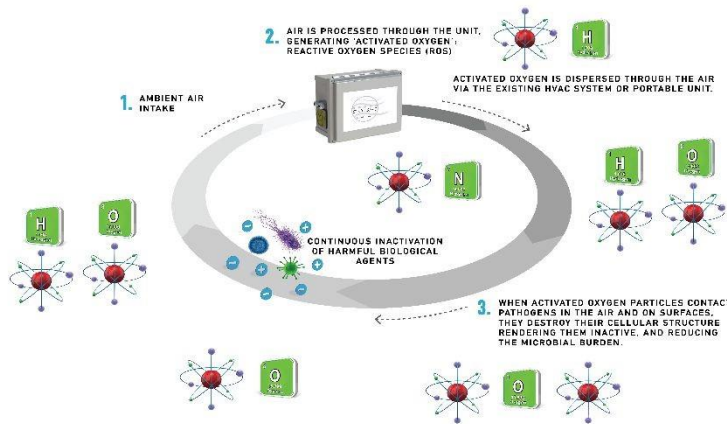 2. AIR IS PROCESSED THROUGH THE UNIT,
GENERATING 'ACTIVATED OXYGEN';
REACTIVE OXYGEN SPECIES (ROS)
H
ACTIVATED OXYGEN IS DISPERSED THROUGH THE AIR
VIA THE EXISTING HVAC SYSTEM OR PORTABLE UNIT.
1. AMBIENT AIR
INTAKE
H
O
N
H
O
CONTINUOUS INACTIVATION
OF HARMFUL BIOLOGICAL
AGENTS
3. WHEN ACTIVATED OXYGEN PARTICLES CONTACT
PATHOGENS IN THE AIR AND ON SURFACES,
THEY DESTROY THEIR CELLULAR STRUCTURE
RENDERING THEM INACTIVE, AND REDUCING
THE MICROBIAL BURDEN.
O
O